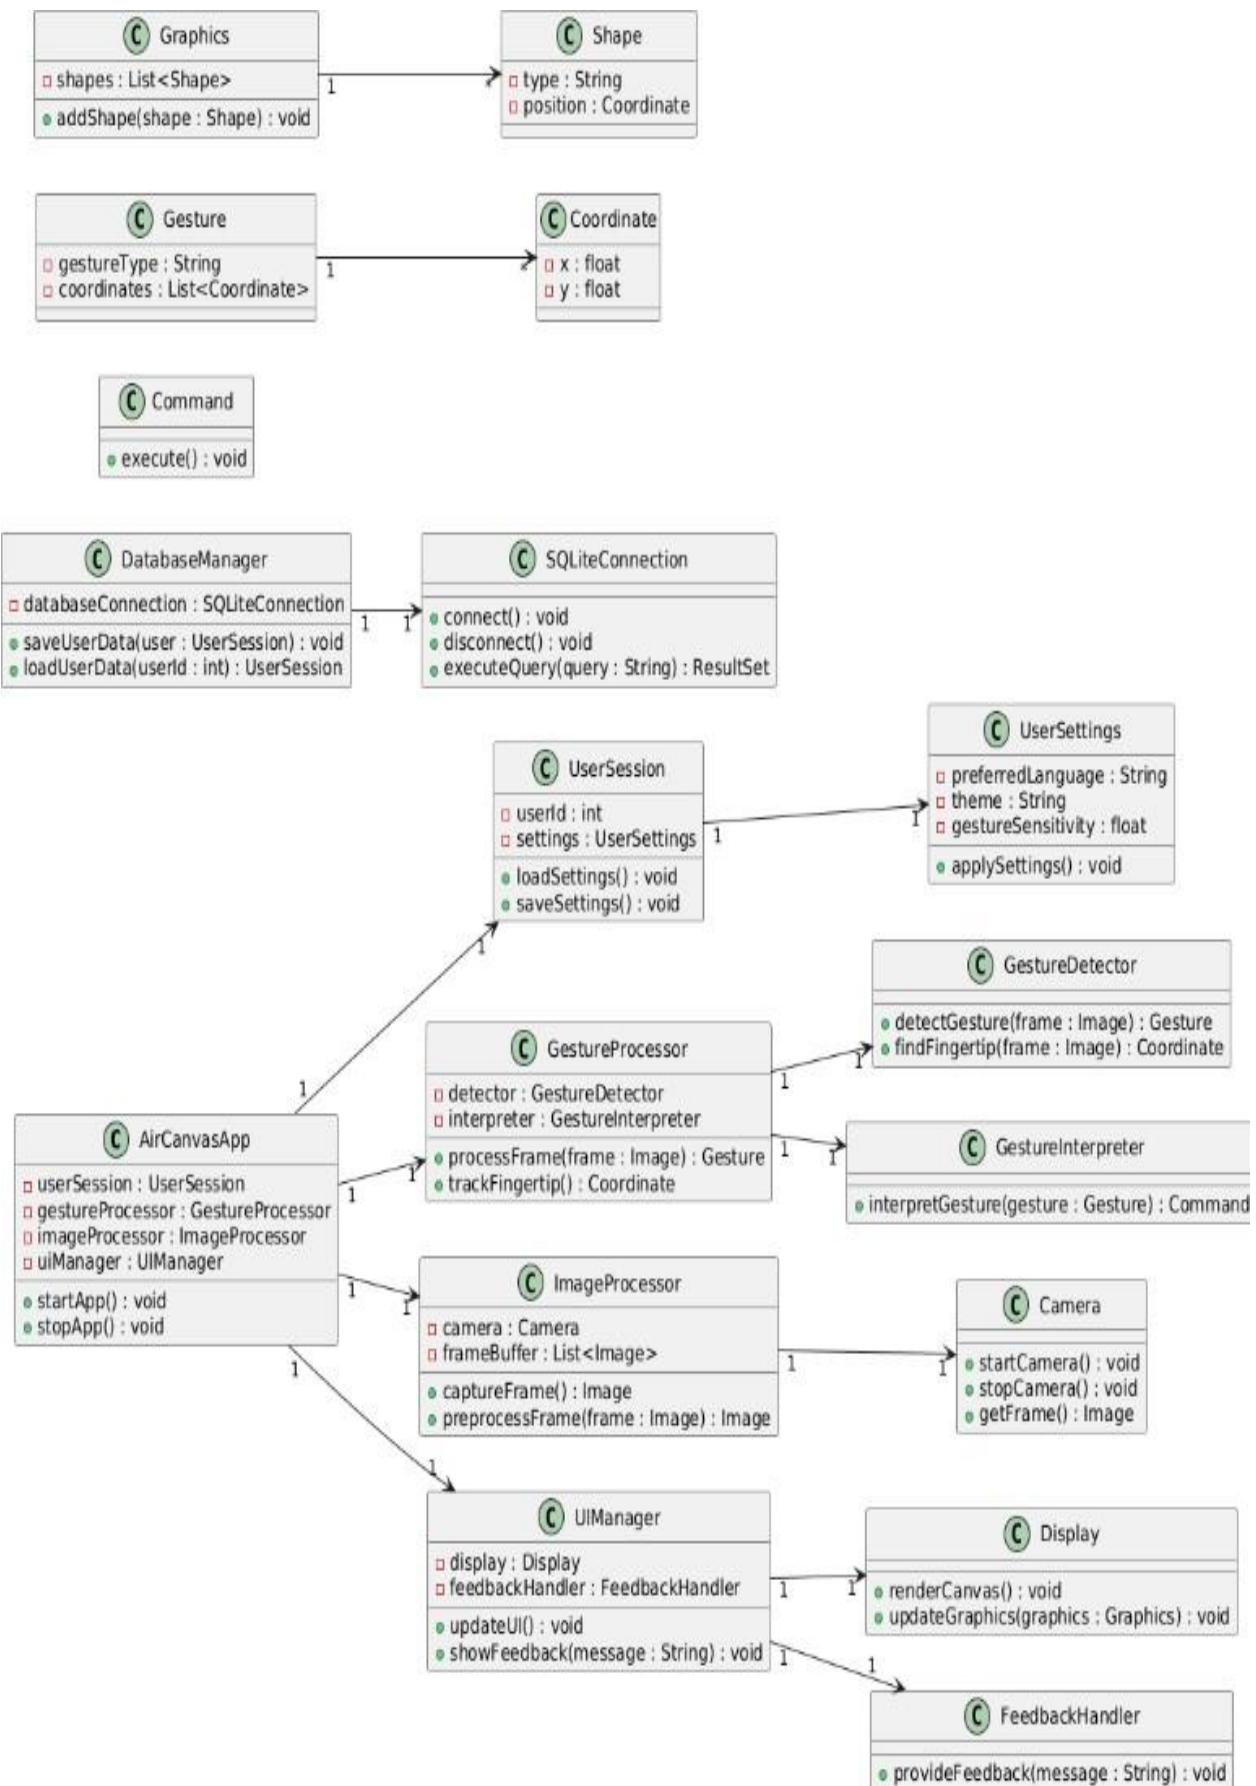 C Graphics
shapes : List<Shape>
addShape(shape : Shape) : void
1
*
C Shape
type : String
position : Coordinate
C Gesture
gestureType : String
coordinates : List<Coordinate>
1
*
C Coordinate
x : float
y : float
C Command
execute() : void
C DatabaseManager
databaseConnection : SQLiteConnection
saveUserData(user : UserSession) : void
loadUserData(userId : int) : UserSession
1
1
C SQLiteConnection
connect() : void
disconnect() : void
executeQuery(query : String) : ResultSet
C UserSession
userId : int
settings : UserSettings
loadSettings() : void
saveSettings() : void
1
1
C UserSettings
preferredLanguage : String
theme : String
gestureSensitivity : float
applySettings() : void
1
1
C AirCanvasApp
userSession : UserSession
gestureProcessor : GestureProcessor
imageProcessor : ImageProcessor
uiManager : UIManager
startApp() : void
stopApp() : void
1
1
1
1
1
1
C GestureProcessor
detector : GestureDetector
interpreter : GestureInterpreter
processFrame(frame : Image) : Gesture
trackFingertip() : Coordinate
1
1
1
1
C GestureDetector
detectGesture(frame : Image) : Gesture
findFingertip(frame : Image) : Coordinate
C GestureInterpreter
interpretGesture(gesture : Gesture) : Command
C ImageProcessor
camera : Camera
frameBuffer : List<Image>
captureFrame() : Image
preprocessFrame(frame : Image) : Image
1
1
C Camera
startCamera() : void
stopCamera() : void
getFrame() : Image
C UIManager
display : Display
feedbackHandler : FeedbackHandler
updateUI() : void
showFeedback(message : String) : void
1
1
1
1
C Display
renderCanvas() : void
updateGraphics(graphics : Graphics) : void
C FeedbackHandler
provideFeedback(message : String) : void